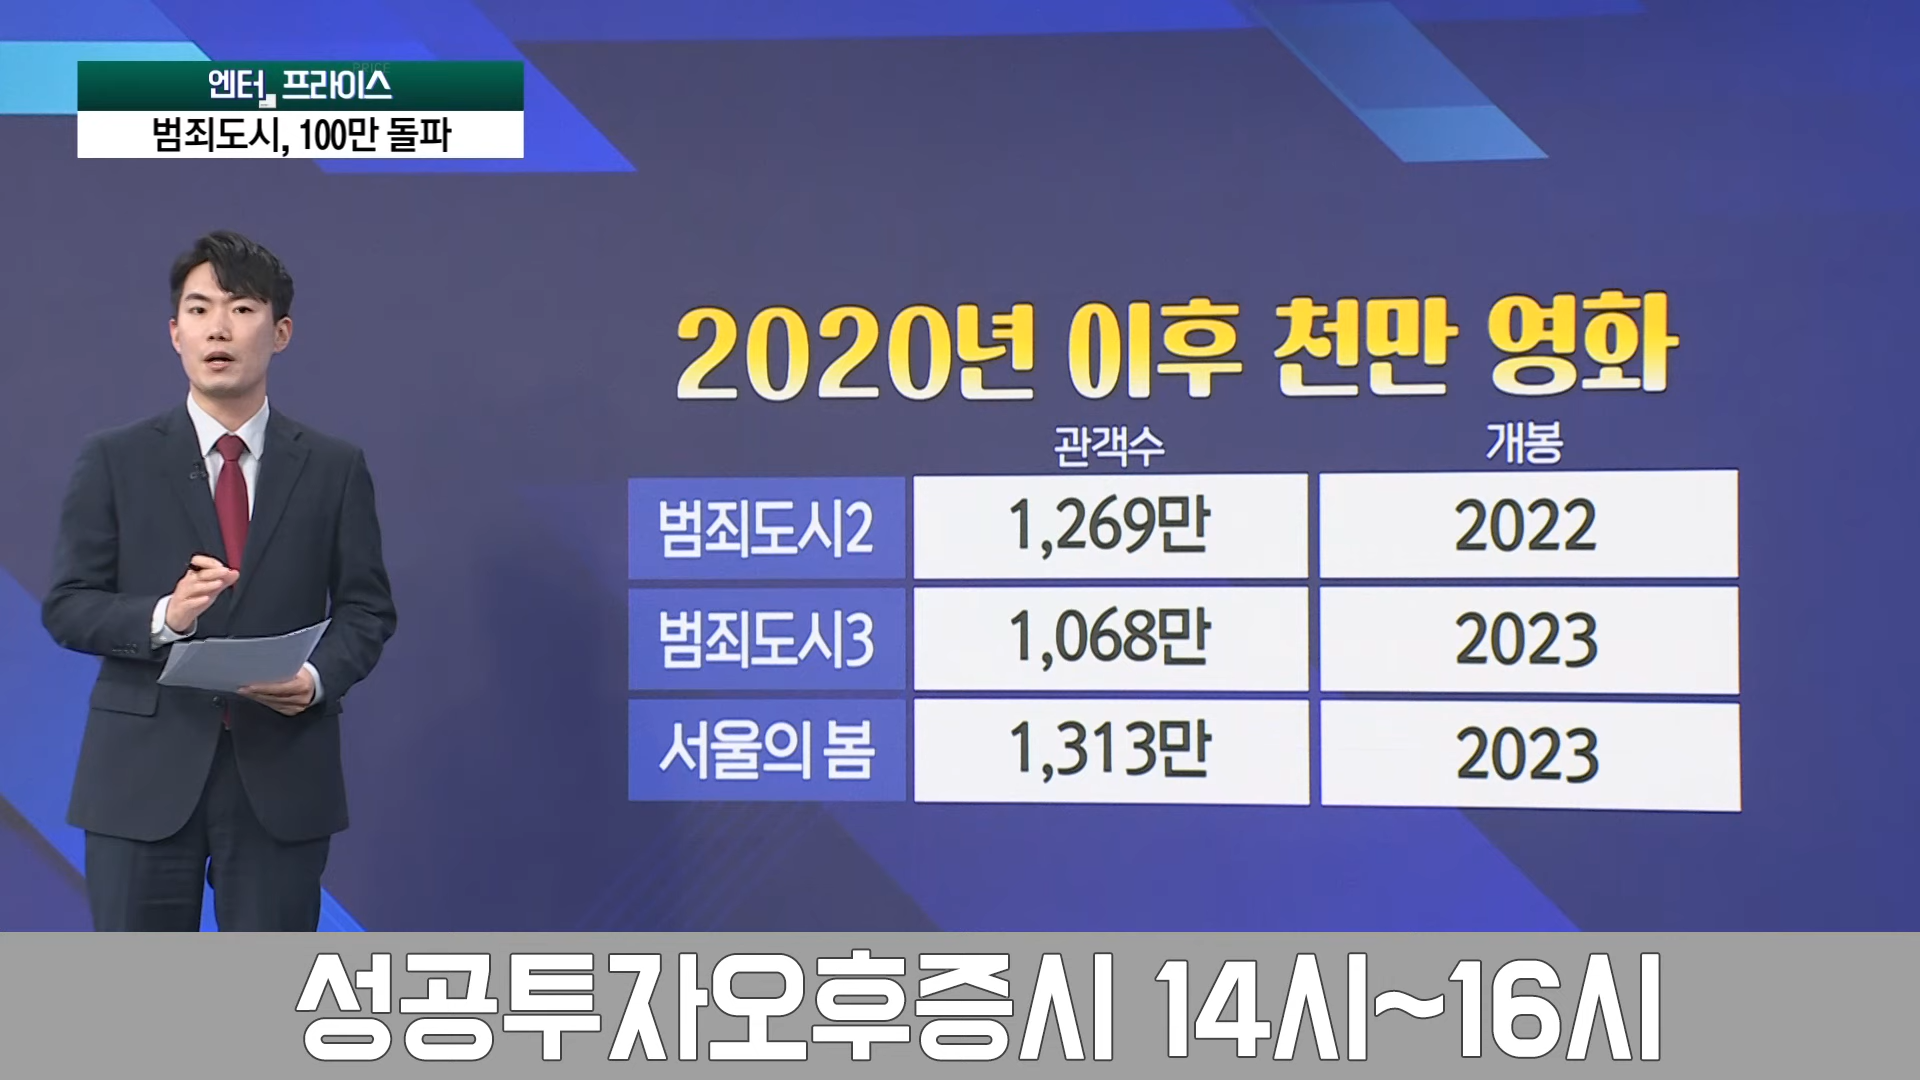 PRICE
엔터 프라이스
범죄도시, 100만 돌파
2020년 이후 천만 영화
관객수 개봉
범죄도시2 1,269만 2022
범죄도시3 1,068만 2023
서울의 봄 1,313만 2023
성공투자오후증시 14시~16시